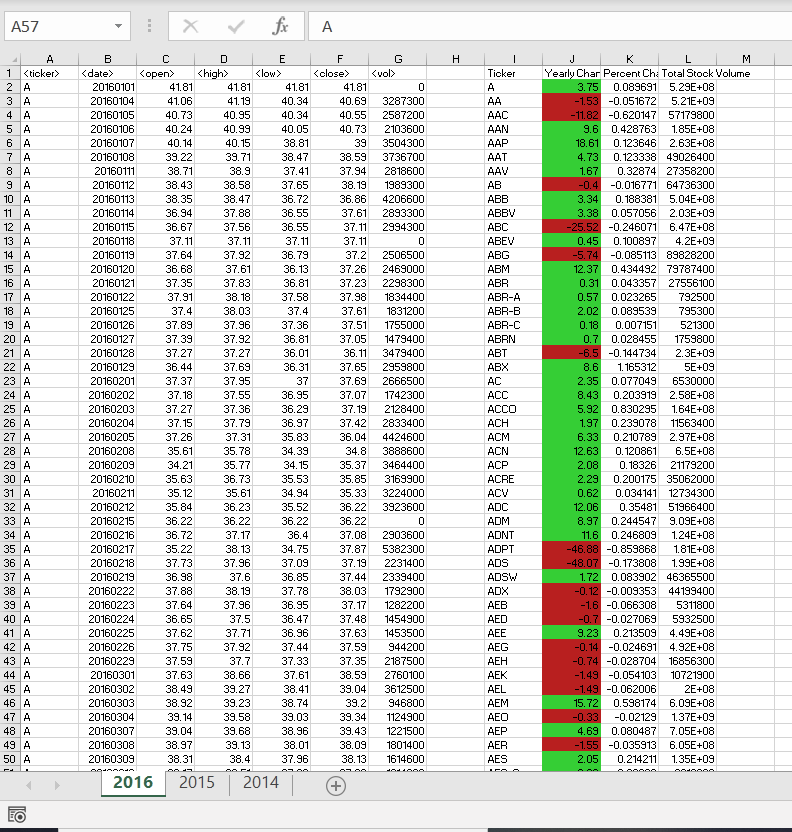 A57 fx A
A B C D E F G H I J K L M
1 <ticker> <date> <open> <high> <low> <close> <vol> Ticker Yearly Chan Percent Cha Total Stock Volume
2 A 20160101 41.81 41.81 41.81 41.81 0 A 3.75 0.089691 5.29E+08
3 A 20160104 41.06 41.19 40.34 40.69 3287300 AA -1.53 -0.051672 5.21E+09
4 A 20160105 40.73 40.95 40.34 40.55 2587200 AAC -11.82 -0.620147 57179800
5 A 20160106 40.24 40.99 40.05 40.73 2103600 AAN 9.6 0.428763 1.85E+08
6 A 20160107 40.14 40.15 38.81 39 3504300 AAP 18.61 0.123646 2.63E+08
7 A 20160108 39.22 39.71 38.47 38.59 3736700 AAT 4.73 0.123338 49026400
8 A 20160111 38.71 38.9 37.41 37.94 2818600 AAV 1.67 0.32874 27358200
9 A 20160112 38.43 38.58 37.65 38.19 1989300 AB -0.4 -0.016771 64736300
10 A 20160113 38.35 38.47 36.72 36.86 4206600 ABB 3.34 0.188381 5.04E+08
11 A 20160114 36.94 37.88 36.55 37.61 2893300 ABBV 3.38 0.057056 2.03E+09
12 A 20160115 36.67 37.56 36.55 37.11 2994300 ABC -25.52 -0.246071 6.47E+08
13 A 20160118 37.11 37.11 37.11 37.11 0 ABEV 0.45 0.100897 4.2E+09
14 A 20160119 37.64 37.92 36.79 37.2 2506500 ABG -5.74 -0.085113 89828200
15 A 20160120 36.68 37.61 36.13 37.26 2469000 ABM 12.37 0.434492 79787400
16 A 20160121 37.35 37.83 36.81 37.23 2298300 ABR 0.31 0.043357 27556100
17 A 20160122 37.91 38.18 37.58 37.98 1834400 ABR-A 0.57 0.023265 792500
18 A 20160125 37.4 38.03 37.4 37.61 1831200 ABR-B 2.02 0.089539 795300
19 A 20160126 37.89 37.96 37.36 37.51 1755000 ABR-C 0.18 0.007151 521300
20 A 20160127 37.39 37.92 36.81 37.05 1479400 ABRN 0.7 0.028455 1759800
21 A 20160128 37.27 37.27 36.01 36.11 3479400 ABT -6.5 -0.144734 2.3E+09
22 A 20160129 36.44 37.69 36.31 37.65 2959800 ABX 8.6 1.165312 5E+09
23 A 20160201 37.37 37.95 37 37.69 2666500 AC 2.35 0.077049 6530000
24 A 20160202 37.18 37.55 36.95 37.07 1742300 ACC 8.43 0.203919 2.58E+08
25 A 20160203 37.27 37.36 36.29 37.19 2128400 ACCO 5.92 0.830295 1.64E+08
26 A 20160204 37.15 37.79 36.97 37.42 2833400 ACH 1.97 0.239078 11563400
27 A 20160205 37.26 37.31 35.83 36.04 4424600 ACM 6.33 0.210789 2.97E+08
28 A 20160208 35.61 35.78 34.39 34.8 3888600 ACN 12.63 0.120861 6.5E+08
29 A 20160209 34.21 35.77 34.15 35.37 3464400 ACP 2.08 0.18326 21179200
30 A 20160210 35.63 36.73 35.53 35.85 3169900 ACRE 2.29 0.200175 35062000
31 A 20160211 35.12 35.61 34.94 35.33 3224000 ACV 0.62 0.034141 12734300
32 A 20160212 35.84 36.23 35.52 36.22 3923600 ADC 12.06 0.35481 51966400
33 A 20160215 36.22 36.22 36.22 36.22 0 ADM 8.97 0.244547 9.09E+08
34 A 20160216 36.72 37.17 36.4 37.08 2903600 ADNT 11.6 0.246809 1.24E+08
35 A 20160217 35.22 38.13 34.75 37.87 5382300 ADPT -46.88 -0.859868 1.81E+08
36 A 20160218 37.73 37.96 37.09 37.19 2231400 ADS -48.07 -0.173808 1.99E+08
37 A 20160219 36.98 37.6 36.85 37.44 2339400 ADSW 1.72 0.083902 46365500
38 A 20160222 37.88 38.19 37.78 38.03 1792900 ADX -0.12 -0.009353 44199400
39 A 20160223 37.64 37.96 36.95 37.17 1282200 AEB -1.6 -0.066308 5311800
40 A 20160224 36.65 37.5 36.47 37.48 1454900 AED -0.7 -0.027069 5932500
41 A 20160225 37.62 37.71 36.96 37.63 1453500 AEE 9.23 0.213509 4.49E+08
42 A 20160226 37.75 37.92 37.44 37.59 944200 AEG -0.14 -0.024691 4.92E+08
43 A 20160229 37.59 37.7 37.33 37.35 2187500 AEH -0.74 -0.028704 16856300
44 A 20160301 37.63 38.66 37.61 38.59 2760100 AEK -1.49 -0.054103 10721900
45 A 20160302 38.49 39.27 38.41 39.04 3612500 AEL -1.49 -0.062006 2E+08
46 A 20160303 38.92 39.23 38.74 39.2 946800 AEM 15.72 0.598174 6.09E+08
47 A 20160304 39.14 39.58 39.03 39.34 1124900 AEO -0.33 -0.02129 1.37E+09
48 A 20160307 39.04 39.68 38.96 39.43 1221500 AEP 4.69 0.080487 7.05E+08
49 A 20160308 38.97 39.13 38.01 38.09 1801400 AER -1.55 -0.035913 6.05E+08
50 A 20160309 38.31 38.4 37.96 38.13 1614600 AES 2.05 0.214211 1.35E+09
2016 2015 2014